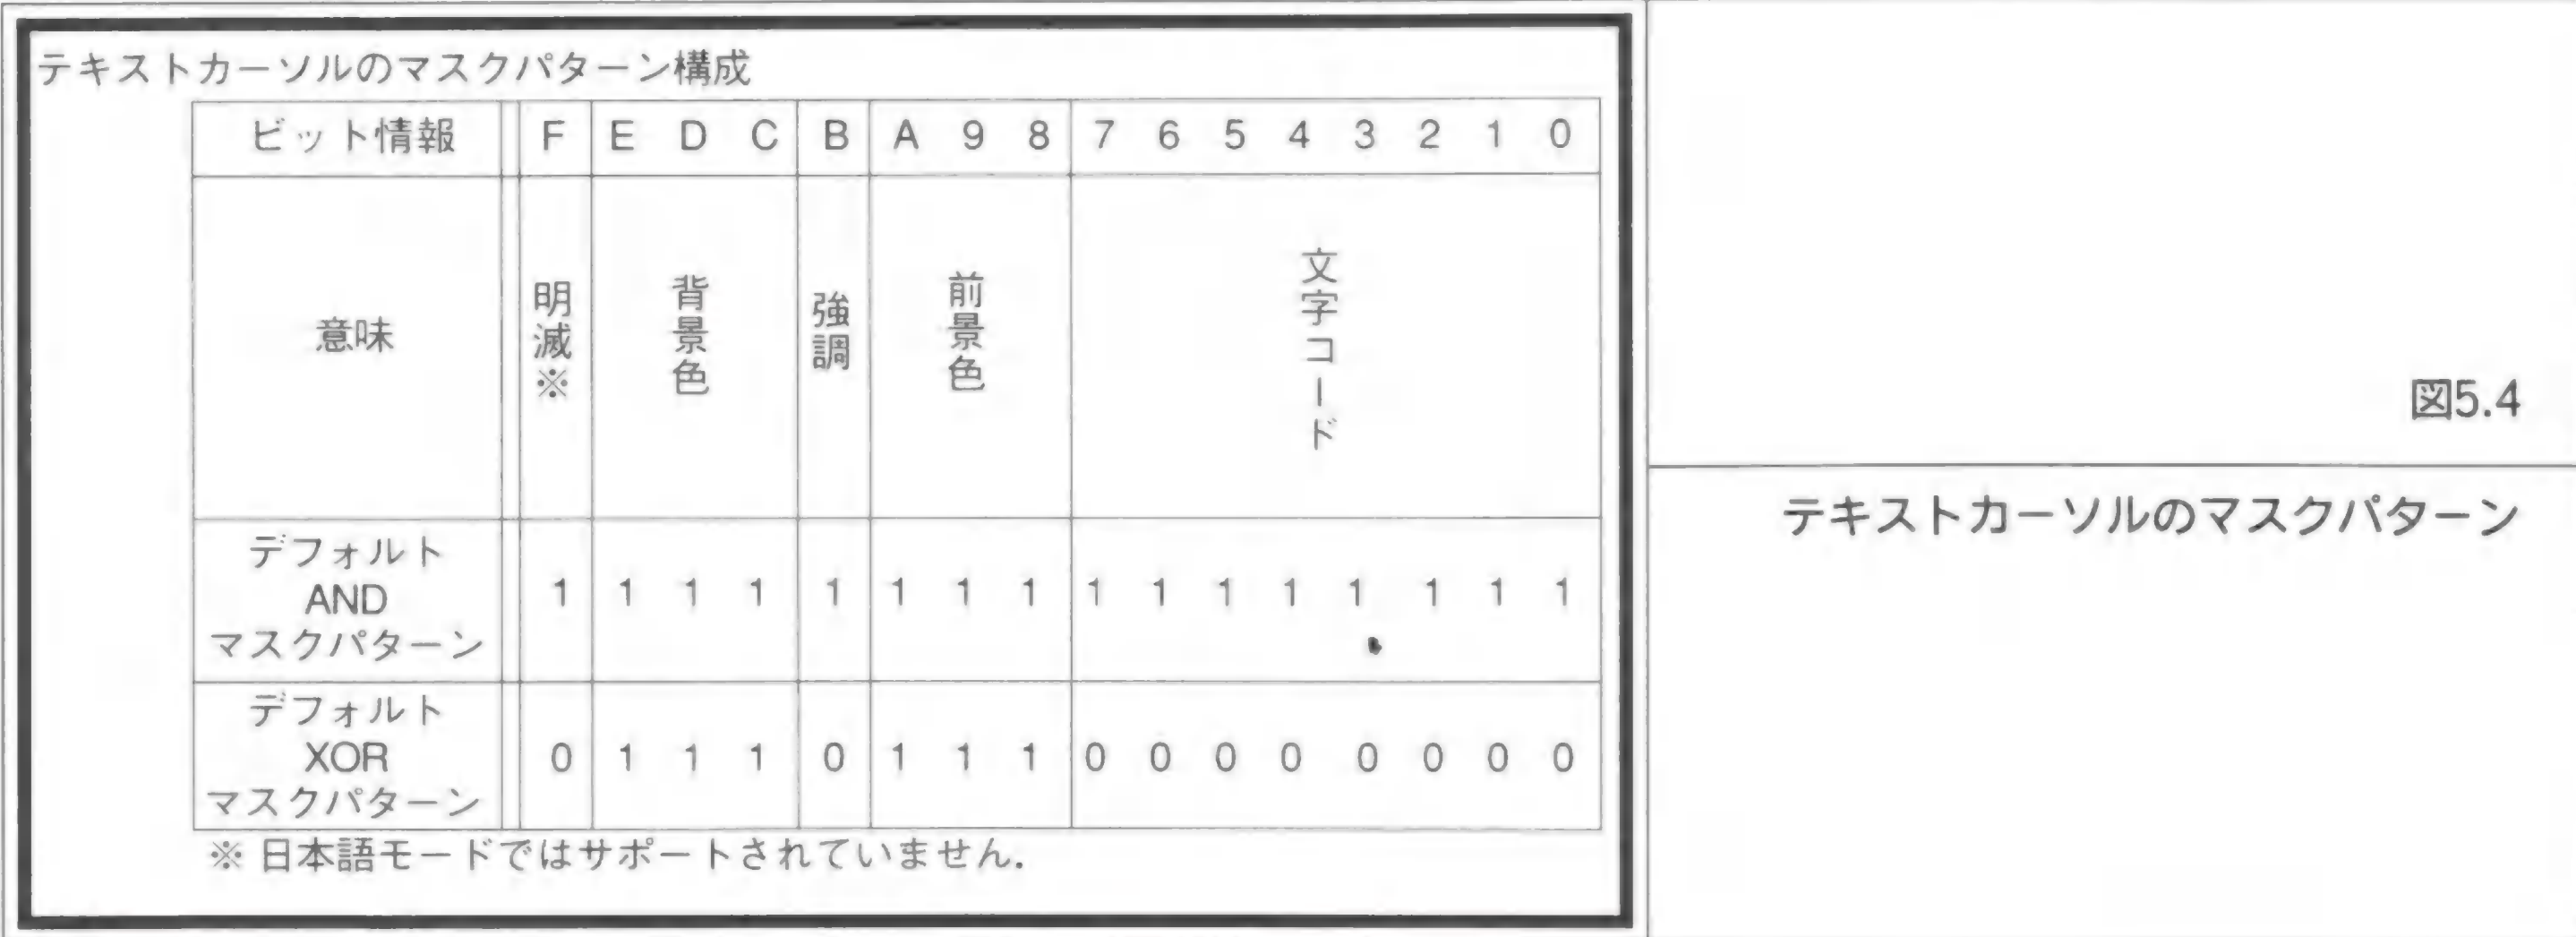 テキストカーソルのマスクパターン構成
ビット情報 F E D C B A 9 8 7 6 5 4 3 2 1 0
意味 明滅※ 背景色 強調 前景色 文字コード
デフォルト
AND
マスクパターン
1 1 1 1 1 1 1 1 1 1 1 1 1 1 1 1
デフォルト
XOR
マスクパターン
0 1 1 1 0 1 1 1 0 0 0 0 0 0 0 0
※ 日本語モードではサポートされていません.
図5.4
テキストカーソルのマスクパターン